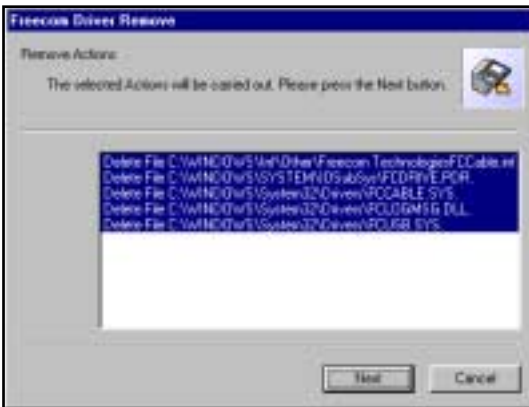 Freecom Driver Remove
Remove Actions
The selected Actions will be carried out. Please press the Next button.
Delete File C:\WINDOWS\Inf\Other\Freecom TechnologiesFCCable.inf
Delete File C:\WINDOWS\SYSTEM\IOSubSys\FCDRIVE.PDR.
Delete File C:\WINDOWS\System32\Drivers\FCCABLE.SYS.
Delete File C:\WINDOWS\System32\Drivers\FCLOGMSG.DLL.
Delete File C:\WINDOWS\System32\Drivers\FCUSB.SYS.
Next
Cancel